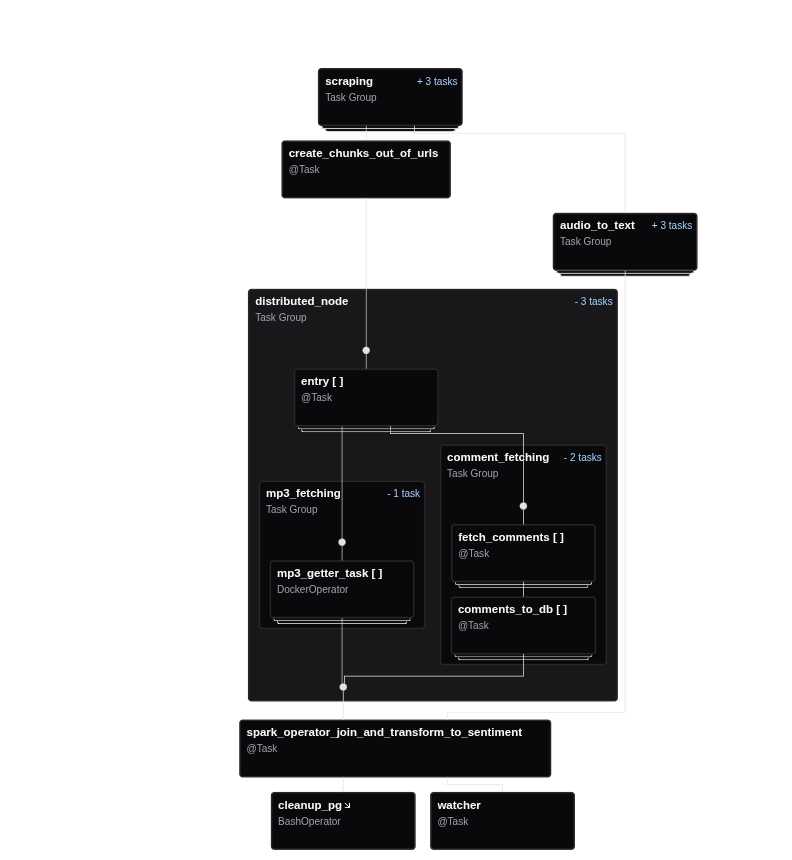 scraping + 3 tasks
Task Group
create_chunks_out_of_urls
@Task
audio_to_text + 3 tasks
Task Group
distributed_node - 3 tasks
Task Group
entry [ ]
@Task
comment_fetching - 2 tasks
Task Group
mp3_fetching - 1 task
Task Group
fetch_comments [ ]
@Task
mp3_getter_task [ ]
DockerOperator
comments_to_db [ ]
@Task
spark_operator_join_and_transform_to_sentiment
@Task
cleanup_pg
BashOperator
watcher
@Task